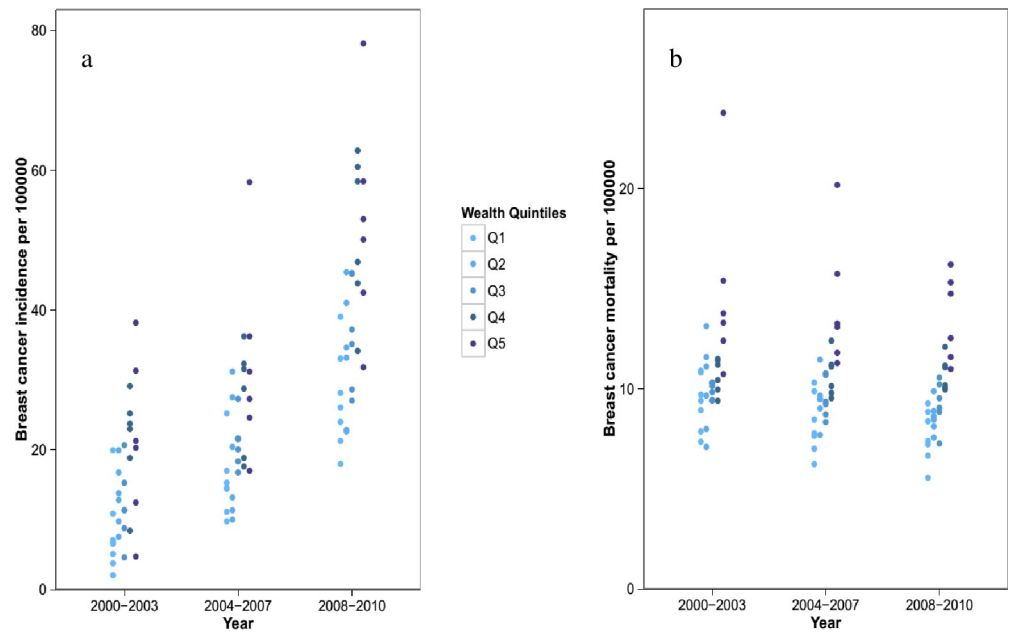 a
Breast cancer incidence per 100000
80
60
40
20
0
2000–2003
2004–2007
2008–2010
Year
Wealth Quintiles
Q1
Q2
Q3
Q4
Q5
b
Breast cancer mortality per 100000
20
10
0
2000–2003
2004–2007
2008–2010
Year